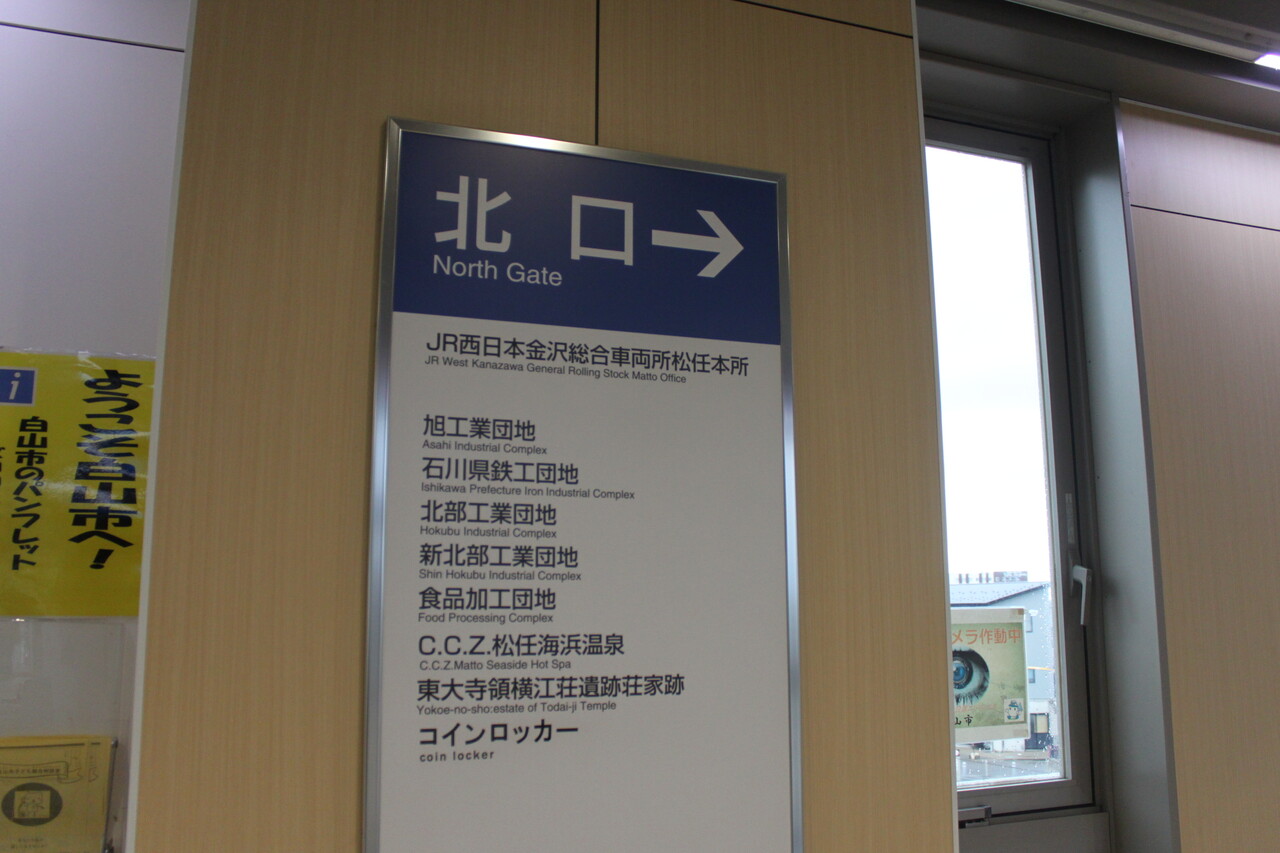 北口→
North Gate
JR西日本金沢総合車両所松任本所
JR West Kanazawa General Rolling Stock Matto Office
旭工業団地
Asahi Industrial Complex
石川県鉄工団地
Ishikawa Prefecture Iron Industrial Complex
北部工業団地
Hokubu Industrial Complex
新北部工業団地
Shin Hokubu Industrial Complex
食品加工団地
Food Processing Complex
C.C.Z.松任海浜温泉
C.C.Z.Matto Seaside Hot Spa
東大寺領横江荘遺跡荘家跡
Yokoe-no-sho:estate of Todai-ji Temple
コインロッカー
coin locker
i
ようこそ白山市へ!
白山市のパンフレット
メラ作動中
山市